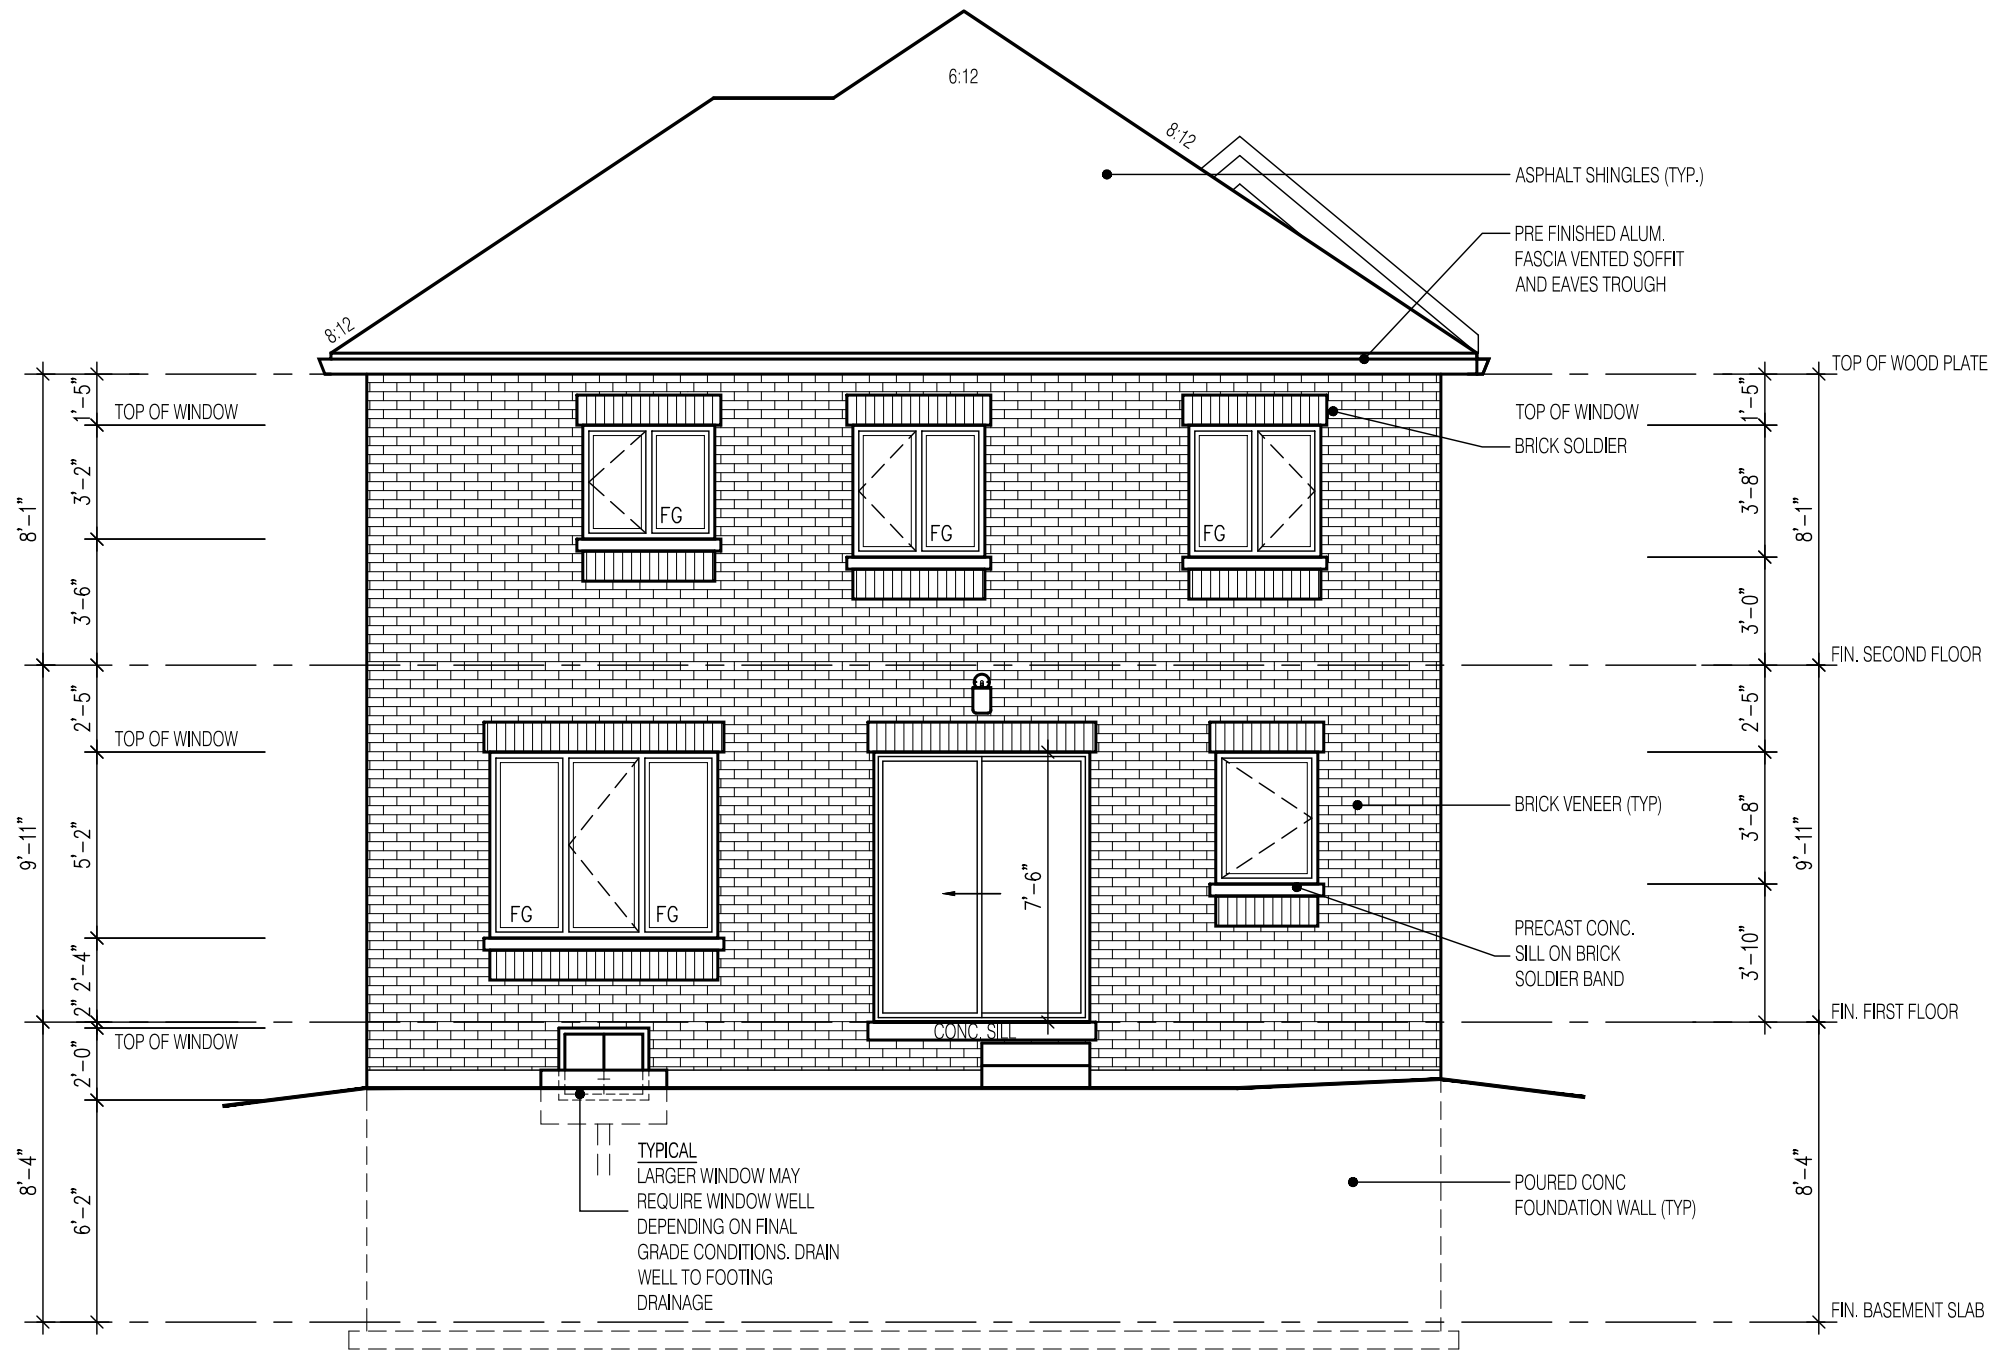 6:12
8:12
ASPHALT SHINGLES (TYP.)
PRE FINISHED ALUM.
FASCIA VENTED SOFFIT
AND EAVES TROUGH
8:12
TOP OF WOOD PLATE
1'-5"
TOP OF WINDOW
TOP OF WINDOW
1'-5"
BRICK SOLDIER
3'-2"
3'-8"
8'-1"
8'-1"
FG
FG
FG
3'-6"
3'-0"
FIN. SECOND FLOOR
2'-5"
2'-5"
TOP OF WINDOW
BRICK VENEER (TYP)
9'-11"
5'-2"
3'-8"
9'-11"
7'-6"
FG
FG
PRECAST CONC.
SILL ON BRICK
SOLDIER BAND
2'-4"
3'-10"
2"
FIN. FIRST FLOOR
CONC. SILL
TOP OF WINDOW
2'-0"
TYPICAL
LARGER WINDOW MAY
REQUIRE WINDOW WELL
DEPENDING ON FINAL
GRADE CONDITIONS. DRAIN
WELL TO FOOTING
DRAINAGE
8'-4"
6'-2"
POURED CONC
FOUNDATION WALL (TYP)
8'-4"
FIN. BASEMENT SLAB